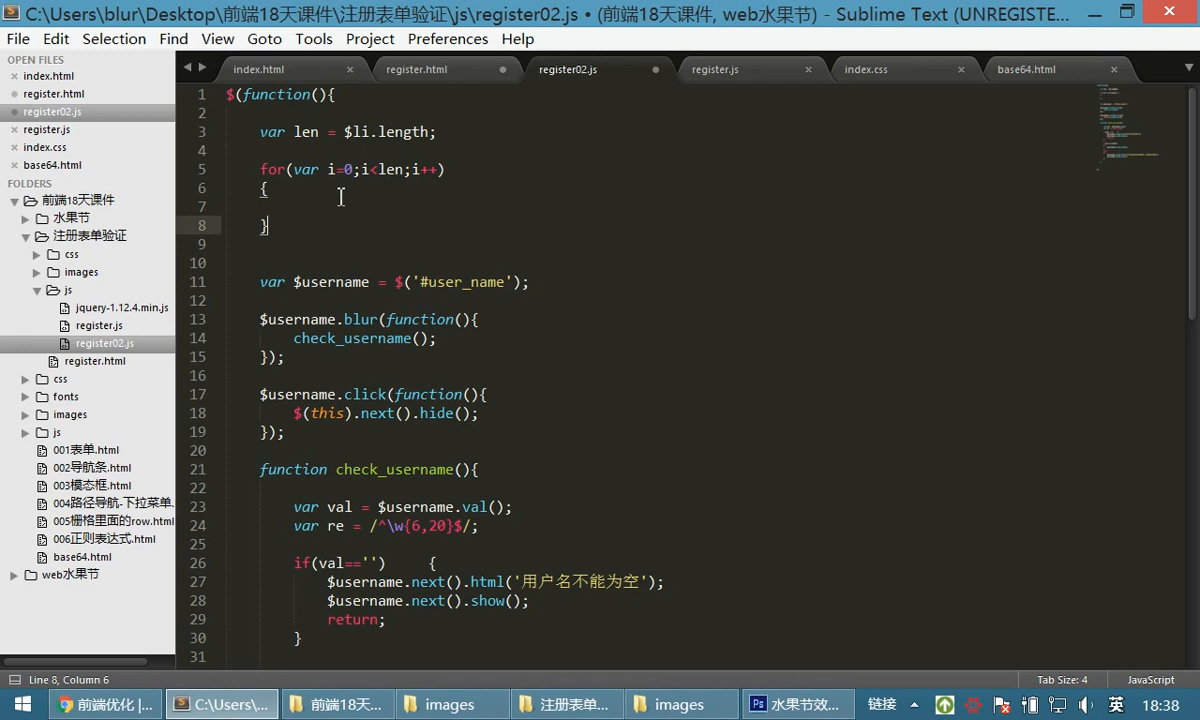 C:\Users\blur\Desktop\前端18天课件\注册表单验证\js\register02.js • (前端18天课件, web水果节) - Sublime Text (UNREGISTE...
File Edit Selection Find View Goto Tools Project Preferences Help
OPEN FILES
index.html
register.html
register02.js
register.js
index.css
base64.html
FOLDERS
前端18天课件
水果节
注册表单验证
css
images
js
jquery-1.12.4.min.js
register.js
register02.js
register.html
css
fonts
images
js
001表单.html
002导航条.html
003模态框.html
004路径导航-下拉菜单.
005栅格里面的row.html
006正则表达式.html
base64.html
web水果节
index.html register.html register02.js register.js index.css base64.html
1 $(function(){
2
3 var len = $li.length;
4
5 for(var i=0;i<len;i++)
6 {
7
8 }
9
10
11 var $username = $('#user_name');
12
13 $username.blur(function(){
14 check_username();
15 });
16
17 $username.click(function(){
18 $(this).next().hide();
19 });
20
21 function check_username(){
22
23 var val = $username.val();
24 var re = /^\w{6,20}$/;
25
26 if(val=='') {
27 $username.next().html('用户名不能为空');
28 $username.next().show();
29 return;
30 }
31
Line 8, Column 6 Tab Size: 4 JavaScript
前端优化 |... C:\Users\... 前端18天... images 注册表单... images 水果节效... 链接 英 18:38